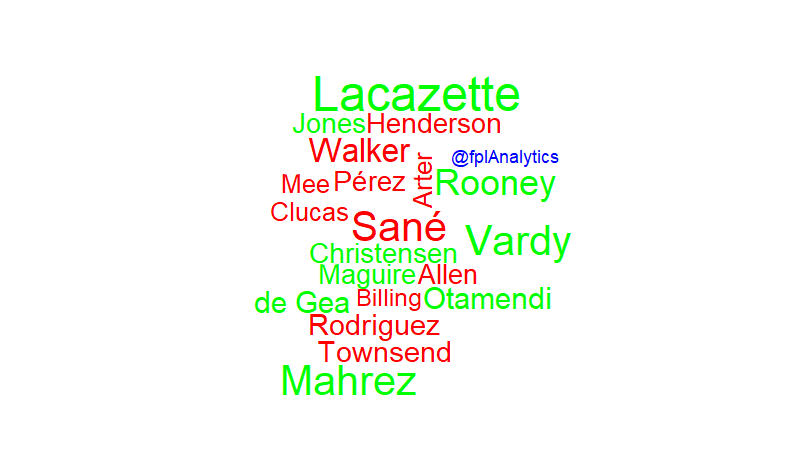 Lacazette
Jones Henderson
Walker @fplAnalytics
Mee Pérez Arter Rooney
Clucas Sané Vardy
Christensen
Maguire Allen
de Gea Billing Otamendi
Rodriguez
Townsend
Mahrez